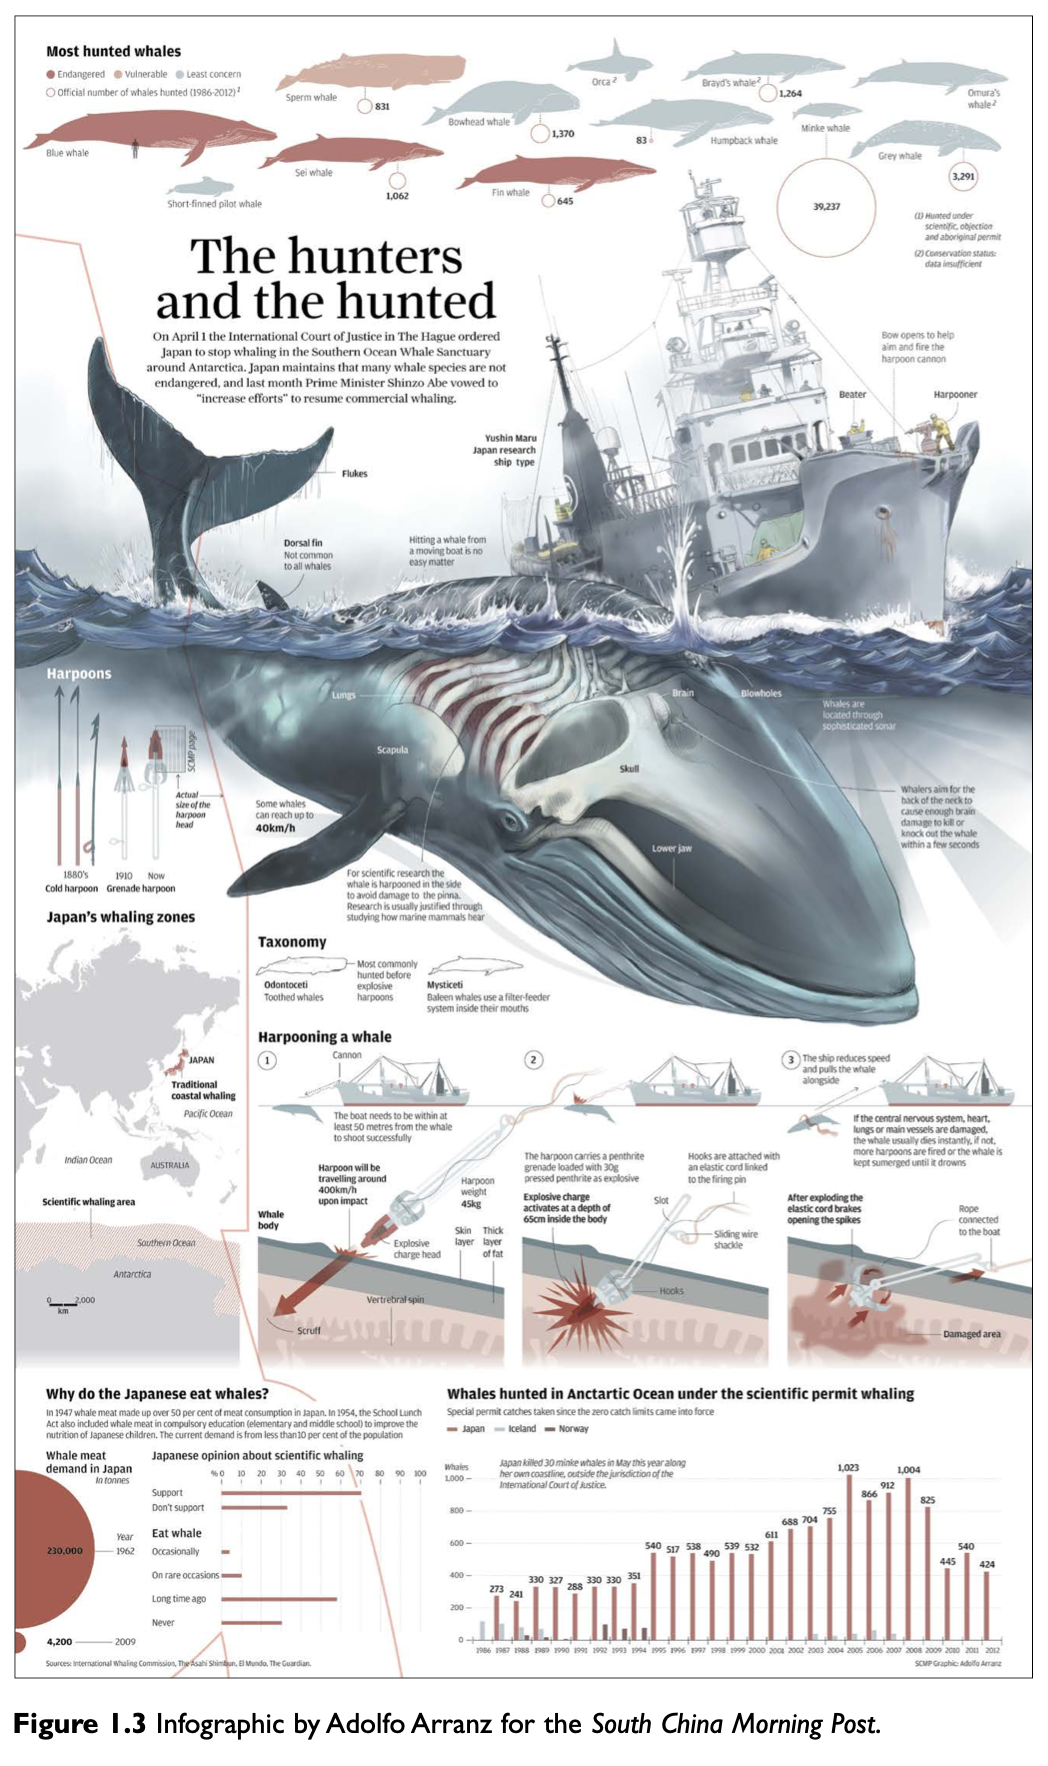 Most hunted whales
Endangered
Vulnerable
Least concern
Official number of whales hunted (1986-2012)¹
Blue whale
Sperm whale
831
Bowhead whale
1,370
Orca²
Brayd's whale²
1,264
Omura's
whale²
Humpback whale
83
Minke whale
39,237
Grey whale
3,291
Sei whale
1,062
Fin whale
645
Short-finned pilot whale
(1) Hunted under
scientific, objection
and aboriginal permit
(2) Conservation status:
data insufficient
The hunters
and the hunted
On April 1 the International Court of Justice in The Hague ordered
Japan to stop whaling in the Southern Ocean Whale Sanctuary
around Antarctica. Japan maintains that many whale species are not
endangered, and last month Prime Minister Shinzo Abe vowed to
“increase efforts” to resume commercial whaling.
Bow opens to help
aim and fire the
harpoon cannon
Beater
Harpooner
Yushin Maru
Japan research
ship type
Flukes
Dorsal fin
Not common
to all whales
Hitting a whale from
a moving boat is no
easy matter
Harpoons
SCMP page
Actual
size of the
harpoon
head
1880's
1910
Now
Cold harpoon
Grenade harpoon
Lungs
Scapula
Brain
Blowholes
Skull
Lower jaw
Whales are
located through
sophisticated sonar
Whalers aim for the
back of the neck to
cause enough brain
damage to kill or
knock out the whale
within a few seconds
Some whales
can reach up to
40km/h
For scientific research the
whale is harpooned in the side
to avoid damage to the pinna.
Research is usually justified through
studying how marine mammals hear
Japan's whaling zones
JAPAN
Traditional
coastal whaling
Pacific Ocean
Indian Ocean
AUSTRALIA
Scientific whaling area
Southern Ocean
Antarctica
0 2,000
km
Taxonomy
Odontoceti
Toothed whales
Most commonly
hunted before
explosive
harpoons
Mysticeti
Baleen whales use a filter-feeder
system inside their mouths
Harpooning a whale
1
Cannon
The boat needs to be within at
least 50 metres from the whale
to shoot successfully
Harpoon will be
travelling around
400km/h
upon impact
Harpoon
weight
45kg
Whale
body
Explosive
charge head
Skin
layer
Thick
layer
of fat
Vertrebral spin
Scruff
2
The harpoon carries a penthrite
grenade loaded with 30g
pressed penthrite as explosive
Explosive charge
activates at a depth of
65cm inside the body
Hooks are attached with
an elastic cord linked
to the firing pin
Slot
Sliding wire
shackle
Hooks
3
The ship reduces speed
and pulls the whale
alongside
If the central nervous system, heart,
lungs or main vessels are damaged,
the whale usually dies instantly, if not,
more harpoons are fired or the whale is
kept sumerged until it drowns
After exploding the
elastic cord brakes
opening the spikes
Rope
connected
to the boat
Damaged area
Why do the Japanese eat whales?
In 1947 whale meat made up over 50 per cent of meat consumption in Japan. In 1954, the School Lunch
Act also included whale meat in compulsory education (elementary and middle school) to improve the
nutrition of Japanese children. The current demand is from less than 10 per cent of the population
Whale meat
demand in Japan
In tonnes
Year
230,000
1962
4,200
2009
Japanese opinion about scientific whaling
% 0 10 20 30 40 50 60 70 80 90 100
Support
Don't support
Eat whale
Occasionally
On rare occasions
Long time ago
Never
Sources: International Whaling Commission, The Asahi Shimbun, El Mundo, The Guardian.
Whales hunted in Anctarctic Ocean under the scientific permit whaling
Special permit catches taken since the zero catch limits came into force
Japan
Iceland
Norway
Whales
Japan killed 30 minke whales in May this year along
her own coastline, outside the jurisdiction of the
International Court of Justice.
1,000
800
600
400
200
0
273 241 330 327 288 330 330 351 540 517 538 490 539 532 611 688 704 755 1,023 866 912 1,004 825 445 540 424
1986 1987 1988 1989 1990 1991 1992 1993 1994 1995 1996 1997 1998 1999 2000 2001 2002 2003 2004 2005 2006 2007 2008 2009 2010 2011 2012
SCMP Graphic: Adolfo Arranz
Figure 1.3 Infographic by Adolfo Arranz for the South China Morning Post.